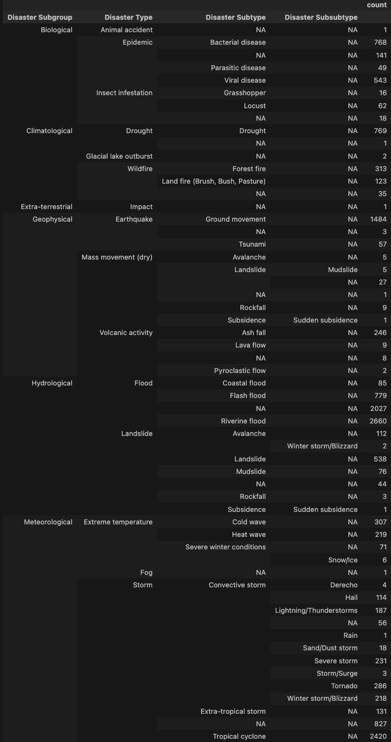 count
Disaster Subgroup Disaster Type Disaster Subtype Disaster Subsubtype
Biological Animal accident NA NA 1
Epidemic Bacterial disease NA 768
NA NA 141
Parasitic disease NA 49
Viral disease NA 543
Insect infestation Grasshopper NA 16
Locust NA 62
NA NA 18
Climatological Drought Drought NA 769
NA NA 1
Glacial lake outburst NA NA 2
Wildfire Forest fire NA 313
Land fire (Brush, Bush, Pasture) NA 123
NA NA 35
Extra-terrestrial Impact NA NA 1
Geophysical Earthquake Ground movement NA 1484
NA NA 3
Tsunami NA 57
Mass movement (dry) Avalanche NA 5
Landslide Mudslide 5
NA 27
NA NA 1
Rockfall NA 9
Subsidence Sudden subsidence 1
Volcanic activity Ash fall NA 246
Lava flow NA 9
NA NA 8
Pyroclastic flow NA 2
Hydrological Flood Coastal flood NA 85
Flash flood NA 779
NA NA 2027
Riverine flood NA 2660
Landslide Avalanche NA 112
Winter storm/Blizzard 2
Landslide NA 538
Mudslide NA 76
NA NA 44
Rockfall NA 3
Subsidence Sudden subsidence 1
Meteorological Extreme temperature Cold wave NA 307
Heat wave NA 219
Severe winter conditions NA 71
Snow/Ice 6
Fog NA NA 1
Storm Convective storm Derecho 4
Hail 114
Lightning/Thunderstorms 187
NA 56
Rain 1
Sand/Dust storm 18
Severe storm 231
Storm/Surge 3
Tornado 286
Winter storm/Blizzard 218
Extra-tropical storm NA 131
NA NA 827
Tropical cyclone NA 2420